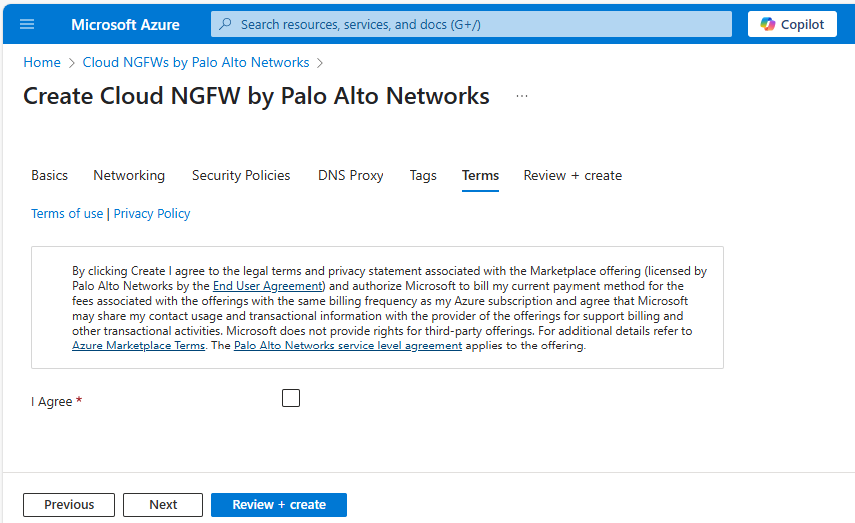 Microsoft Azure
Search resources, services, and docs (G+/)
Copilot
Home > Cloud NGFWs by Palo Alto Networks >
Create Cloud NGFW by Palo Alto Networks ...
Basics Networking Security Policies DNS Proxy Tags Terms Review + create
Terms of use | Privacy Policy
By clicking Create I agree to the legal terms and privacy statement associated with the Marketplace offering (licensed by
Palo Alto Networks by the End User Agreement) and authorize Microsoft to bill my current payment method for the
fees associated with the offerings with the same billing frequency as my Azure subscription and agree that Microsoft
may share my contact usage and transactional information with the provider of the offerings for support billing and
other transactional activities. Microsoft does not provide rights for third-party offerings. For additional details refer to
Azure Marketplace Terms. The Palo Alto Networks service level agreement applies to the offering.
I Agree *
Previous Next Review + create